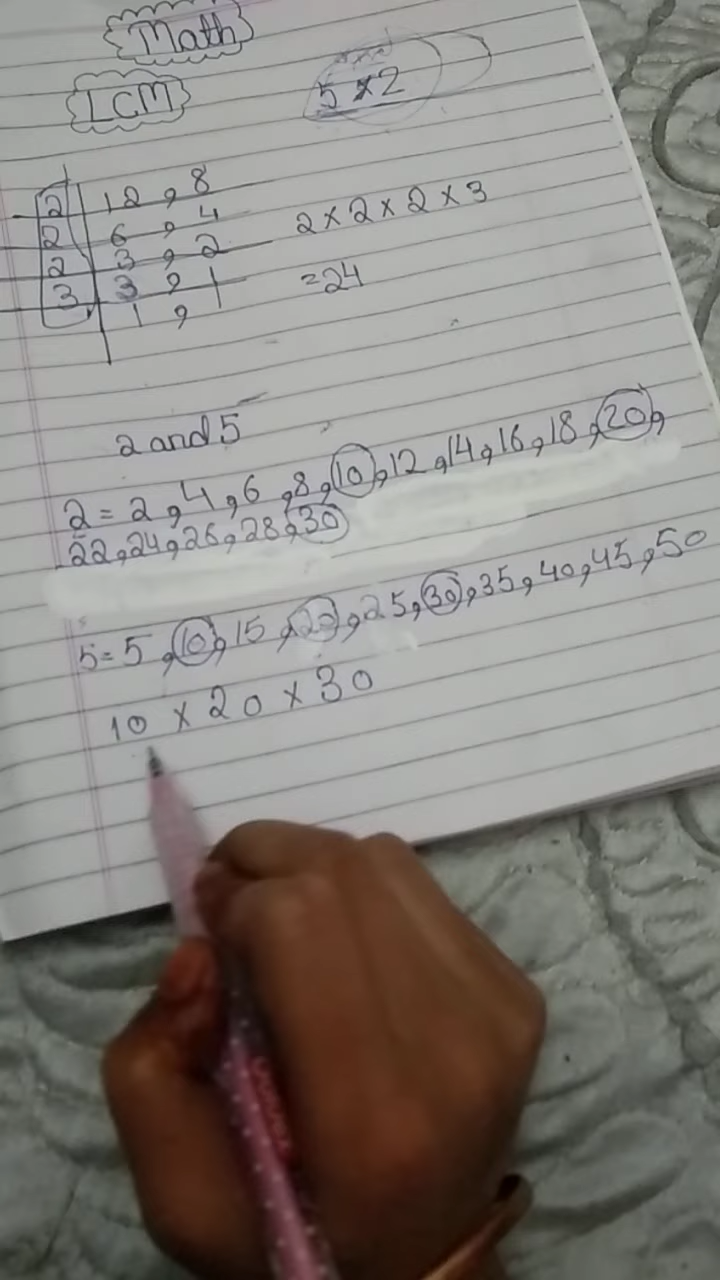 Math
LCM
5 x 2
2 | 12 , 8
2 | 6 , 4
2 | 3 , 2
3 | 3 , 1
1 , 1
2 x 2 x 2 x 3
= 24
2 and 5
2 = 2 , 4 , 6 , 8 , 10 , 12 , 14 , 16 , 18 , 20 ,
22 , 24 , 26 , 28 , 30
5 = 5 , 10 , 15 , 20 , 25 , 30 , 35 , 40 , 45 , 50
10 x 20 x 30